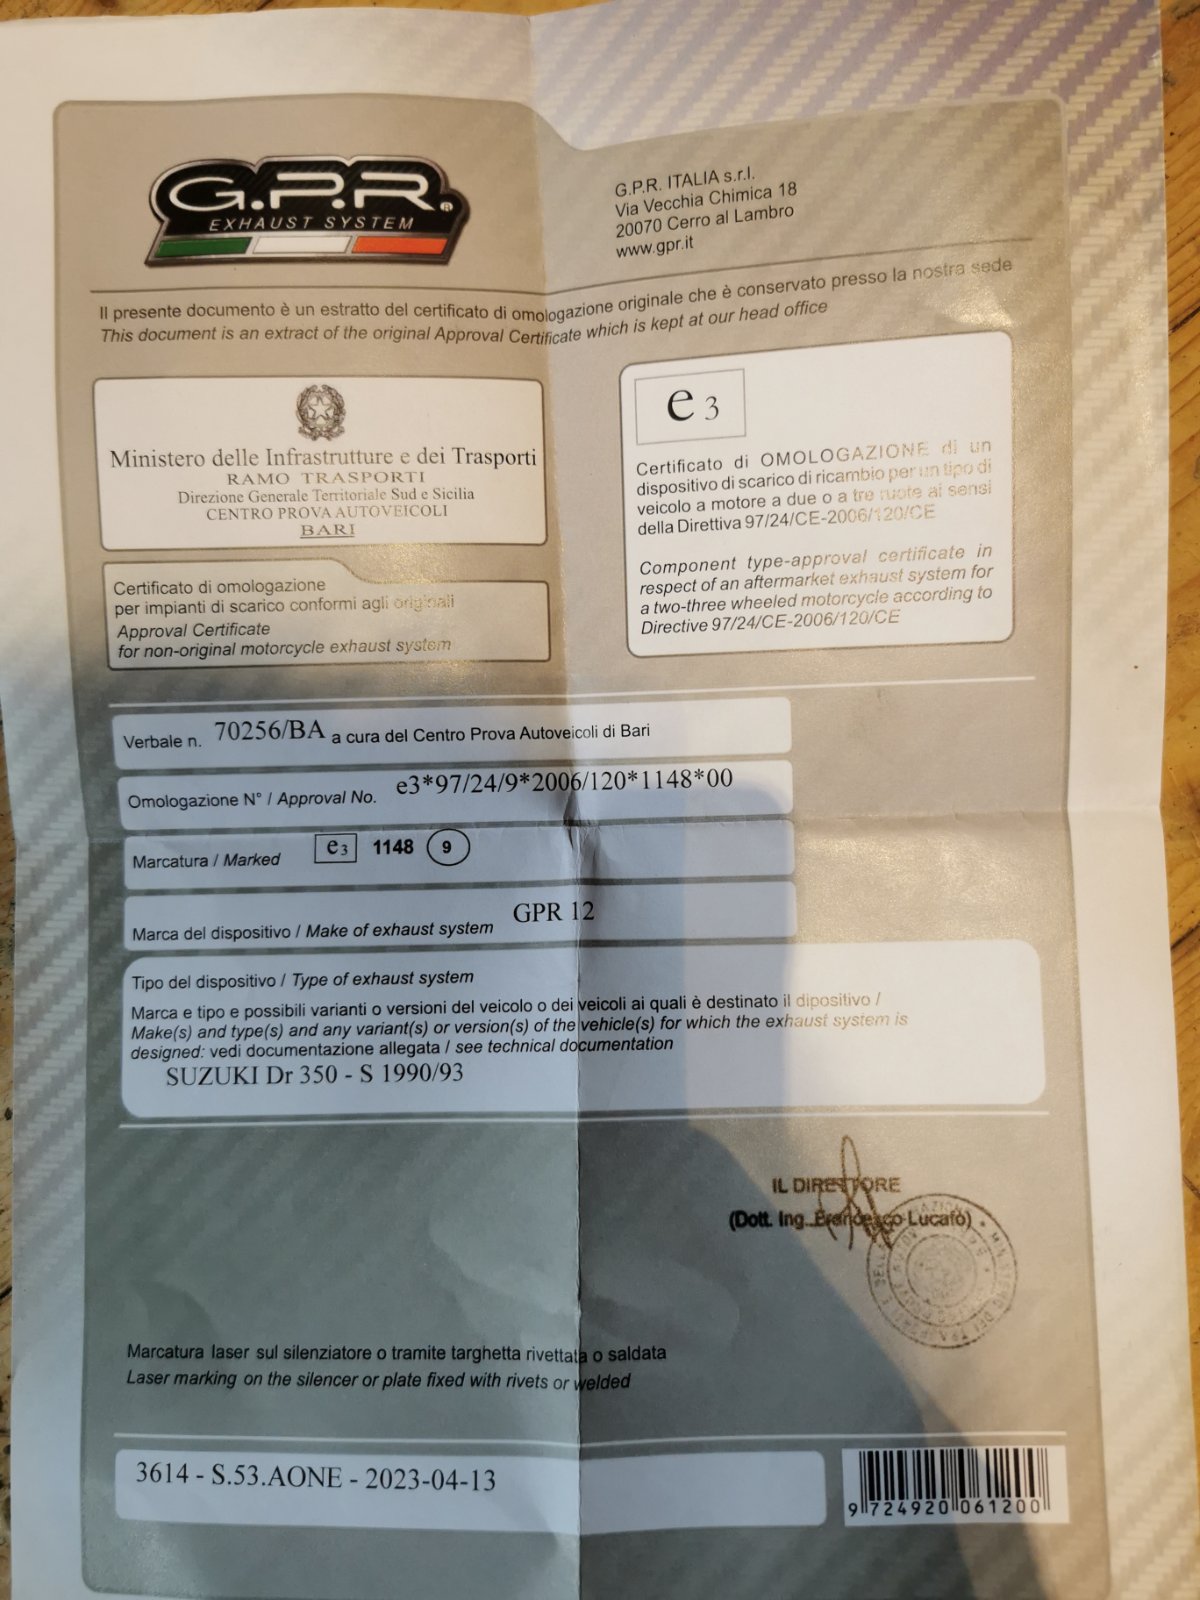 G.P.R.®
EXHAUST SYSTEM
G.P.R. ITALIA s.r.l.
Via Vecchia Chimica 18
20070 Cerro al Lambro
www.gpr.it
Il presente documento è un estratto del certificato di omologazione originale che è conservato presso la nostra sede
This document is an extract of the original Approval Certificate which is kept at our head office
Ministero delle Infrastrutture e dei Trasporti
RAMO TRASPORTI
Direzione Generale Territoriale Sud e Sicilia
CENTRO PROVA AUTOVEICOLI
BARI
e3
Certificato di OMOLOGAZIONE di un
dispositivo di scarico di ricambio per un tipo di
veicolo a motore a due o a tre ruote ai sensi
della Direttiva 97/24/CE-2006/120/CE
Component type-approval certificate in
respect of an aftermarket exhaust system for
a two-three wheeled motorcycle according to
Directive 97/24/CE-2006/120/CE
Certificato di omologazione
per impianti di scarico conformi agli originali
Approval Certificate
for non-original motorcycle exhaust system
Verbale n. 70256/BA a cura del Centro Prova Autoveicoli di Bari
Omologazione N° / Approval No. e3*97/24/9*2006/120*1148*00
Marcatura / Marked e3 1148 9
Marca del dispositivo / Make of exhaust system GPR 12
Tipo del dispositivo / Type of exhaust system
Marca e tipo e possibili varianti o versioni del veicolo o dei veicoli ai quali è destinato il dipositivo /
Make(s) and type(s) and any variant(s) or version(s) of the vehicle(s) for which the exhaust system is
designed: vedi documentazione allegata / see technical documentation
SUZUKI Dr 350 - S 1990/93
IL DIRETTORE
(Dott. Ing. Francesco Lucafò)
Marcatura laser sul silenziatore o tramite targhetta rivettata o saldata
Laser marking on the silencer or plate fixed with rivets or welded
3614 - S.53.AONE - 2023-04-13
9 724920 061200